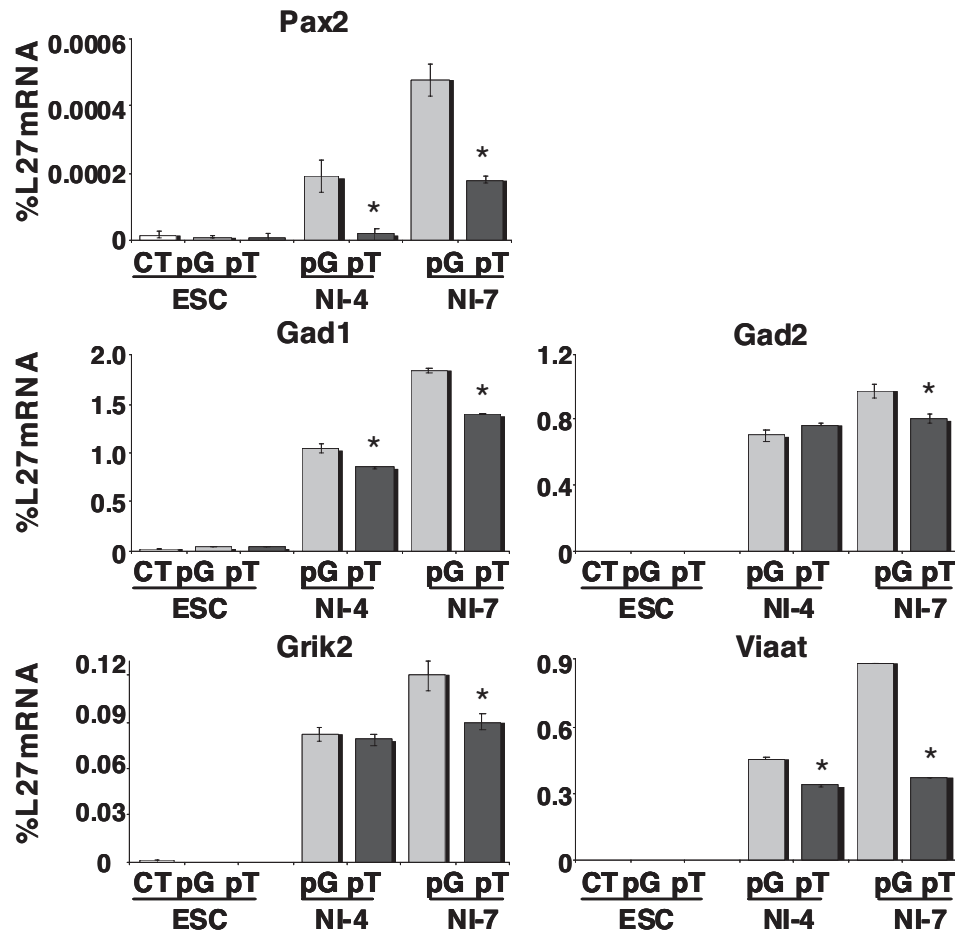 Pax2
%L27mRNA
0.0006
0.0004
0.0002
0
*
*
CT pG pT pG pT pG pT
ESC NI-4 NI-7
Gad1
%L27mRNA
2.0
1.5
1.0
0.5
0
*
*
CT pG pT pG pT pG pT
ESC NI-4 NI-7
Gad2
1.2
0.8
0.4
0
*
CT pG pT pG pT pG pT
ESC NI-4 NI-7
Grik2
%L27mRNA
0.12
0.09
0.06
0.03
0
*
CT pG pT pG pT pG pT
ESC NI-4 NI-7
Viaat
0.9
0.6
0.3
0
*
*
CT pG pT pG pT pG pT
ESC NI-4 NI-7